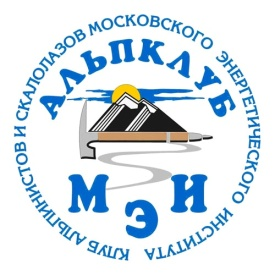 КЛУБ АЛЬПИНИСТОВ И СКАЛОЛАЗОВ МОСКОВСКОГО ЭНЕРГЕТИЧЕСКОГО ИНСТИТУТА
АЛЬПКЛУБ
МЭИ